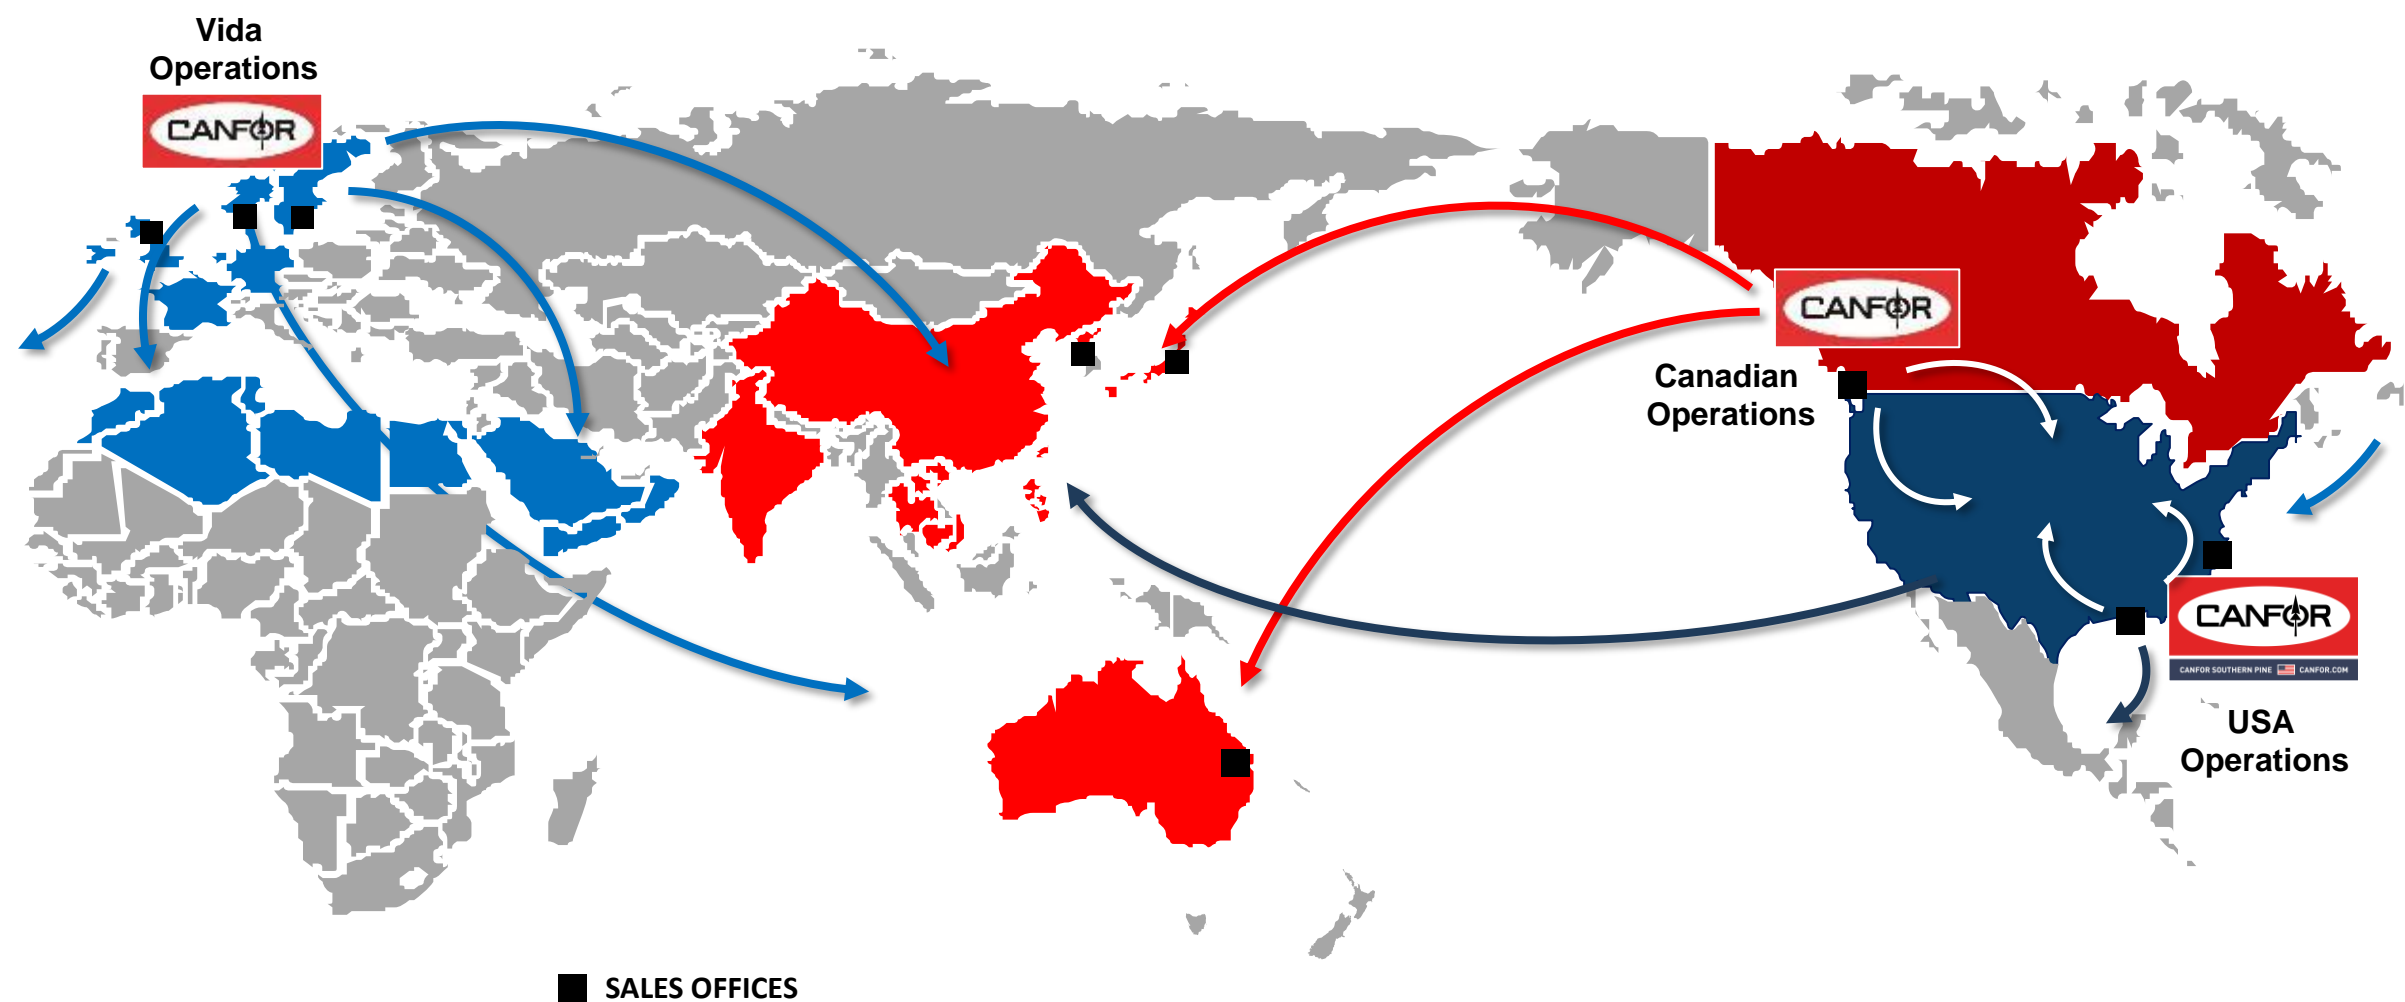 Vida
Operations
CANFOR
CANFOR
Canadian
Operations
CANFOR
CANFOR SOUTHERN PINE CANFOR.COM
USA
Operations
SALES OFFICES